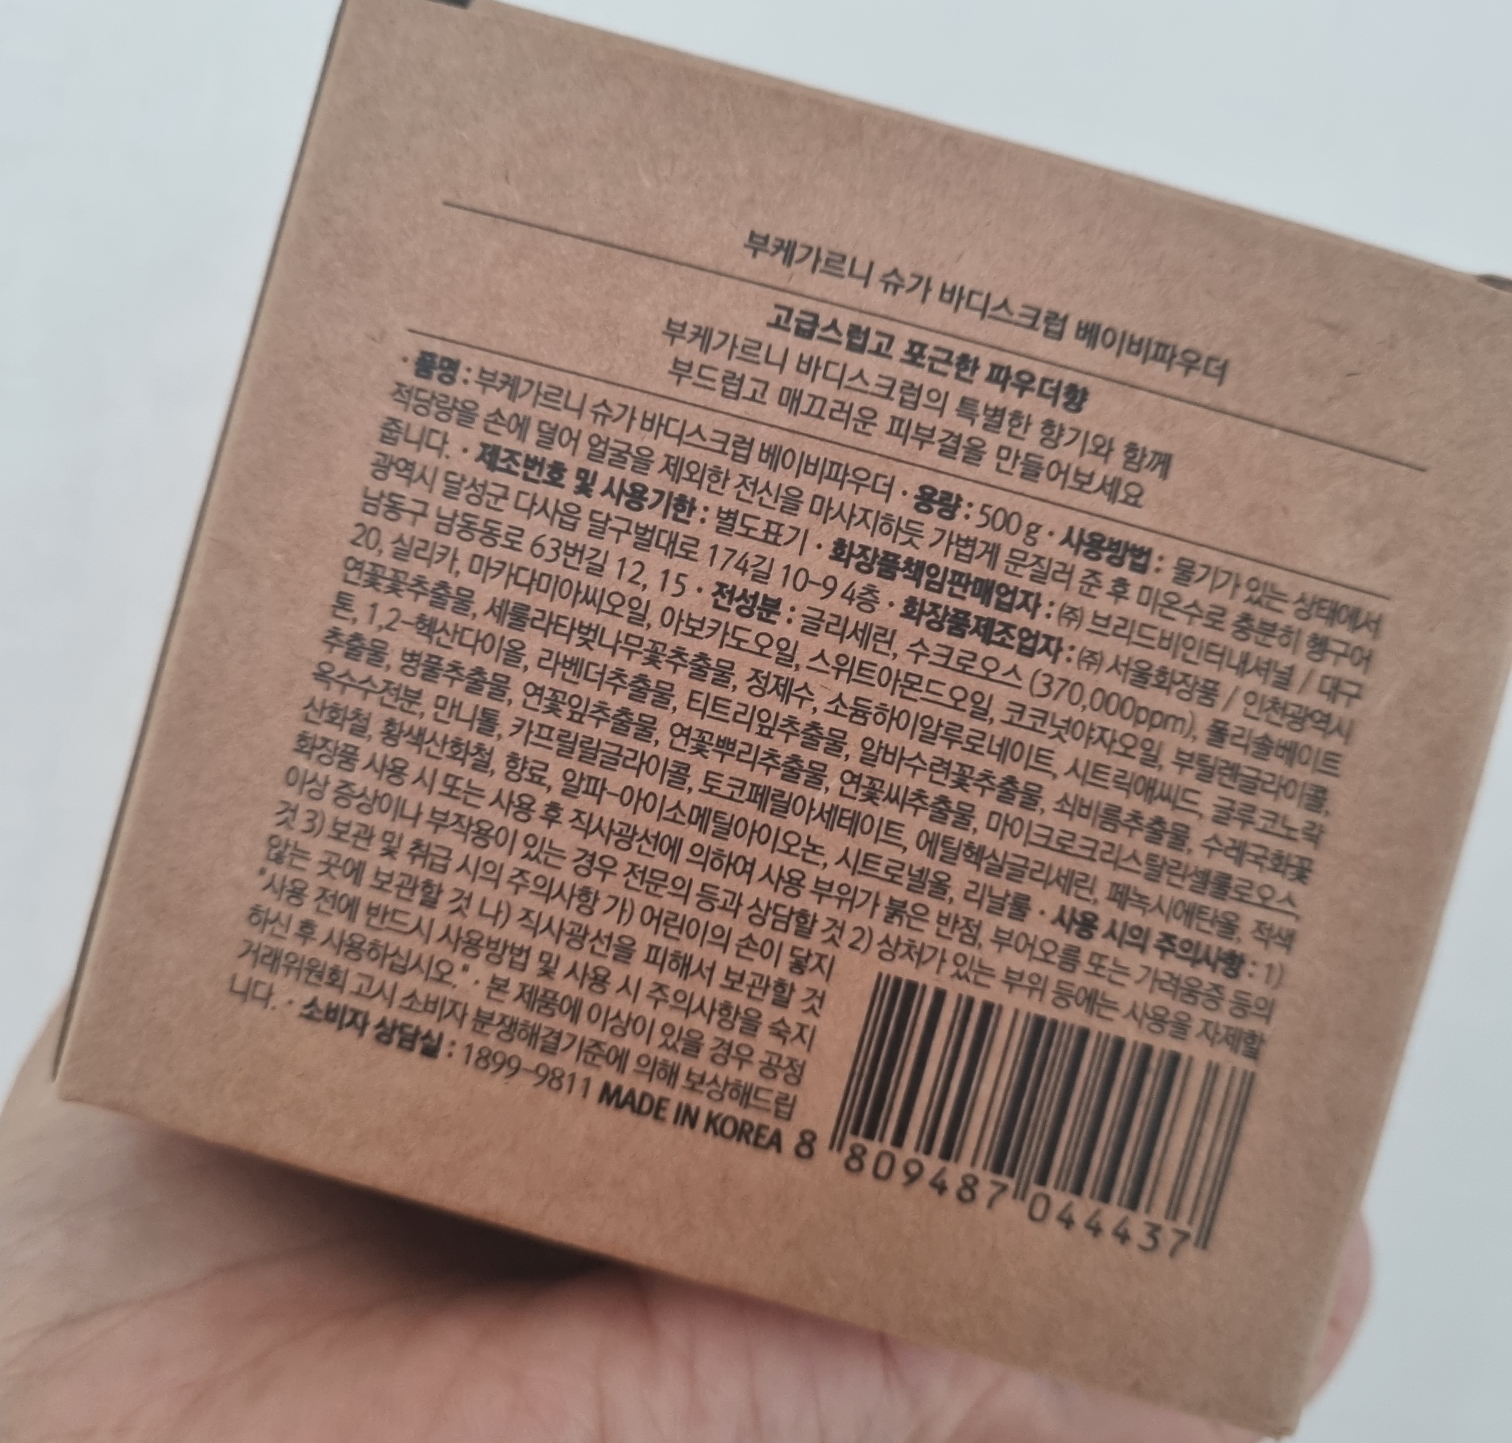 부케가르니 슈가 바디스크럽 베이비파우더
고급스럽고 포근한 파우더향
부케가르니 바디스크럽의 특별한 향기와 함께
부드럽고 매끄러운 피부결을 만들어보세요
· 품명 : 부케가르니 슈가 바디스크럽 베이비파우더 · 용량 : 500g · 사용방법 : 물기가 있는 상태에서
적당량을 손에 덜어 얼굴을 제외한 전신을 마사지하듯 가볍게 문질러 준 후 미온수로 충분히 헹구어
줍니다. · 제조번호 및 사용기한 : 별도표기 · 화장품책임판매업자 : ㈜ 브리드비인터내셔널 / 대구
광역시 달성군 다사읍 달구벌대로 174길 10-9 4층 · 화장품제조업자 : ㈜ 서울화장품 / 인천광역시
남동구 남동동로 63번길 12, 15 · 전성분 : 글리세린, 수크로오스 (370,000ppm), 폴리솔베이트
20, 실리카, 마카다미아씨오일, 아보카도오일, 스위트아몬드오일, 코코넛야자오일, 부틸렌글라이콜,
연꽃꽃추출물, 세룰라타벚나무꽃추출물, 정제수, 소듐하이알루로네이트, 시트릭애씨드, 글루코노락
톤, 1,2-헥산다이올, 라벤더추출물, 티트리잎추출물, 알바수련꽃추출물, 쇠비름추출물, 수레국화꽃
추출물, 병풀추출물, 연꽃잎추출물, 연꽃뿌리추출물, 연꽃씨추출물, 마이크로크리스탈린셀룰로오스,
옥수수전분, 만니톨, 카프릴릴글라이콜, 토코페릴아세테이트, 에틸헥실글리세린, 페녹시에탄올, 적색
산화철, 황색산화철, 향료, 알파-아이소메틸아이오논, 시트로넬올, 리날룰 · 사용 시의 주의사항 : 1)
화장품 사용 시 또는 사용 후 직사광선에 의하여 사용 부위가 붉은 반점, 부어오름 또는 가려움증 등의
이상 증상이나 부작용이 있는 경우 전문의 등과 상담할 것 2) 상처가 있는 부위 등에는 사용을 자제할
것 3) 보관 및 취급 시의 주의사항 가) 어린이의 손이 닿지
않는 곳에 보관할 것 나) 직사광선을 피해서 보관할 것
"사용 전에 반드시 사용방법 및 사용 시 주의사항을 숙지
하신 후 사용하십시오." · 본 제품에 이상이 있을 경우 공정
거래위원회 고시 소비자 분쟁해결기준에 의해 보상해드립
니다. · 소비자 상담실 : 1899-9811 MADE IN KOREA
8 809487 044437